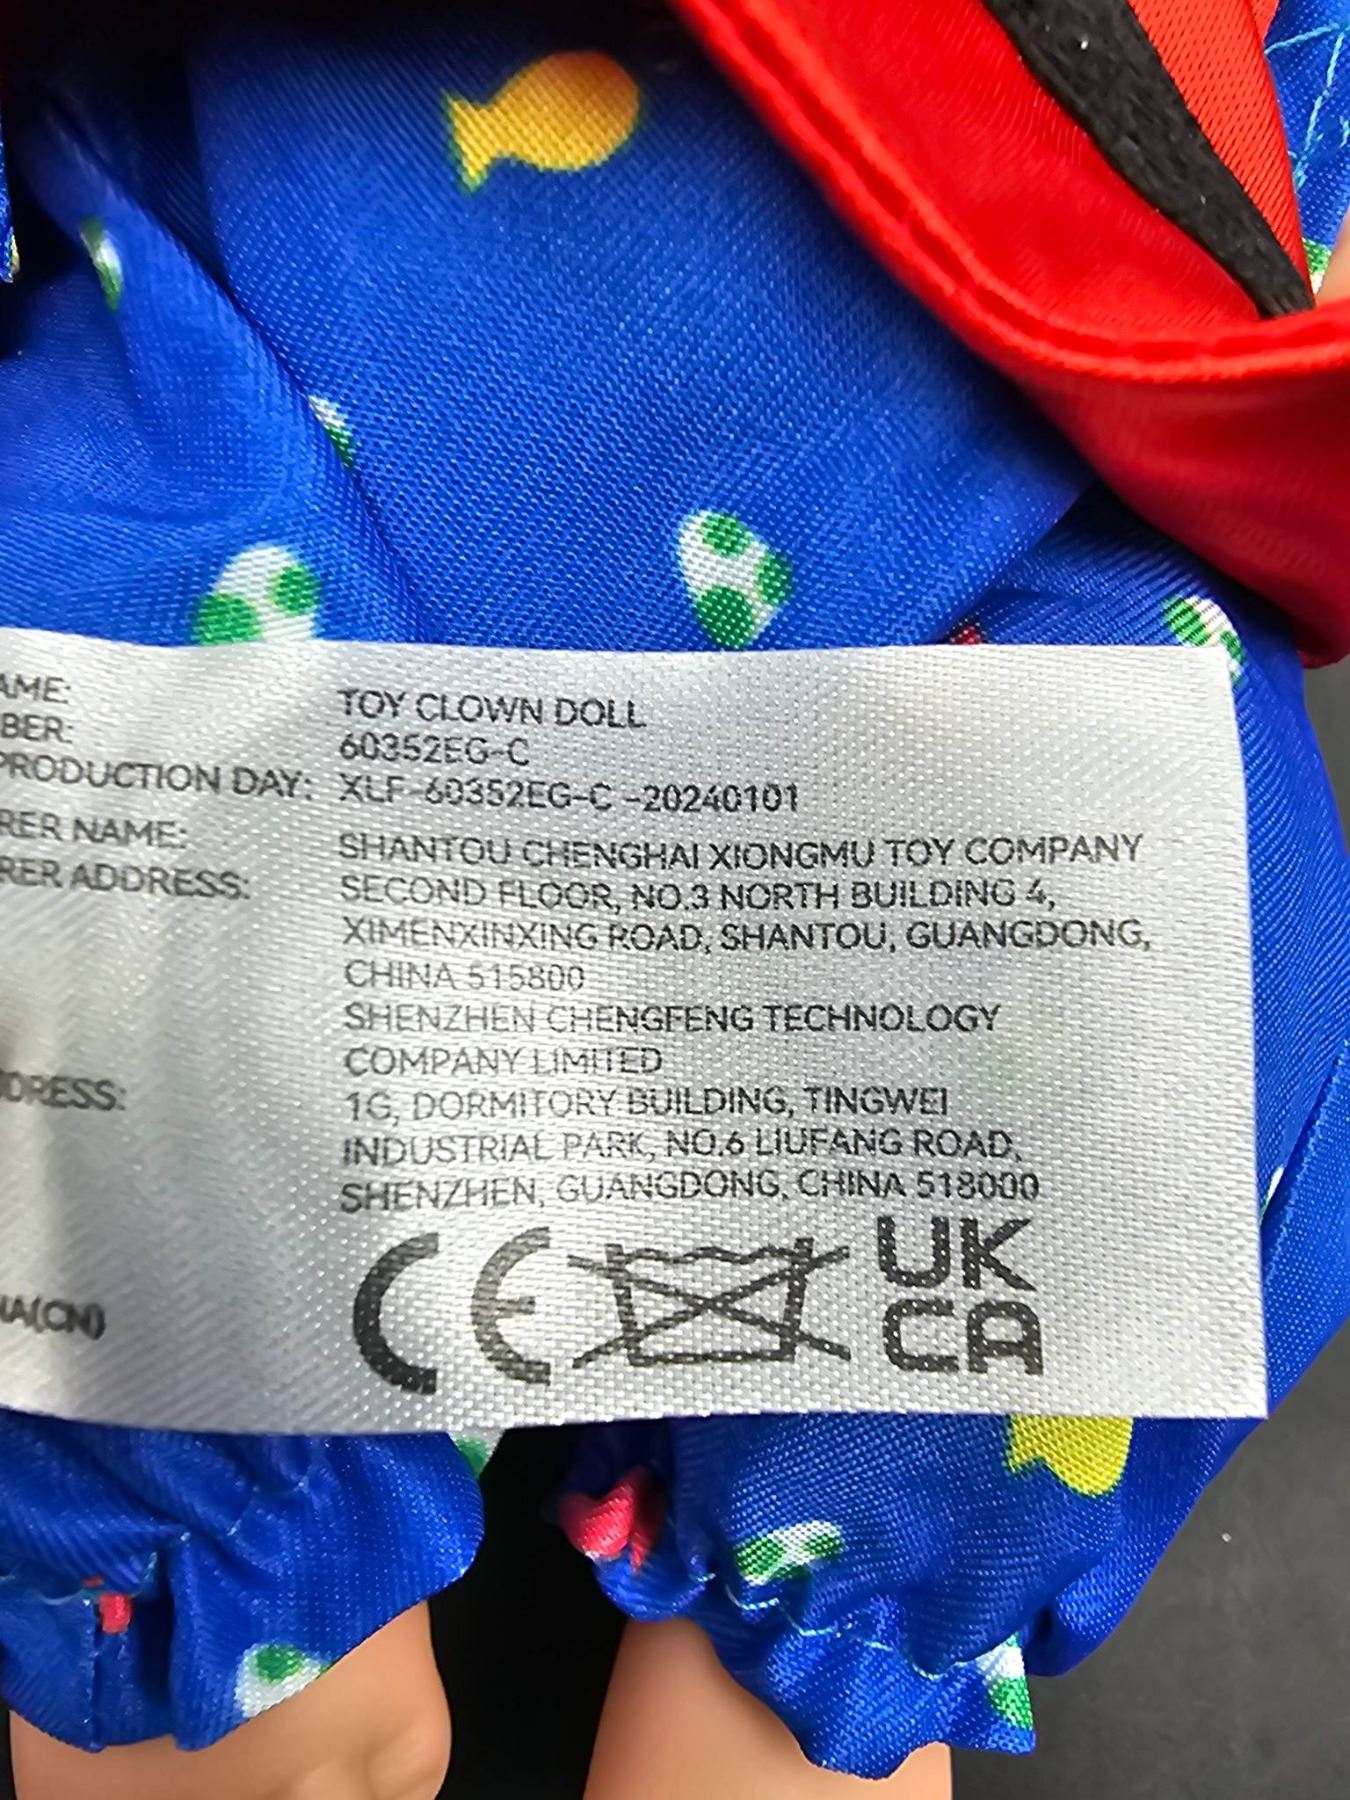 AME: TOY CLOWN DOLL
BER: 60352EG-C
PRODUCTION DAY: XLF-60352EG-C -20240101
RER NAME: SHANTOU CHENGHAI XIONGMU TOY COMPANY
RER ADDRESS: SECOND FLOOR, NO.3 NORTH BUILDING 4,
XIMENXINXING ROAD, SHANTOU, GUANGDONG,
CHINA 515800
SHENZHEN CHENGFENG TECHNOLOGY
COMPANY LIMITED
DRESS: 1G, DORMITORY BUILDING, TINGWEI
INDUSTRIAL PARK, NO.6 LIUFANG ROAD,
SHENZHEN, GUANGDONG, CHINA 518000
NA(CN)
CE
UK
CA